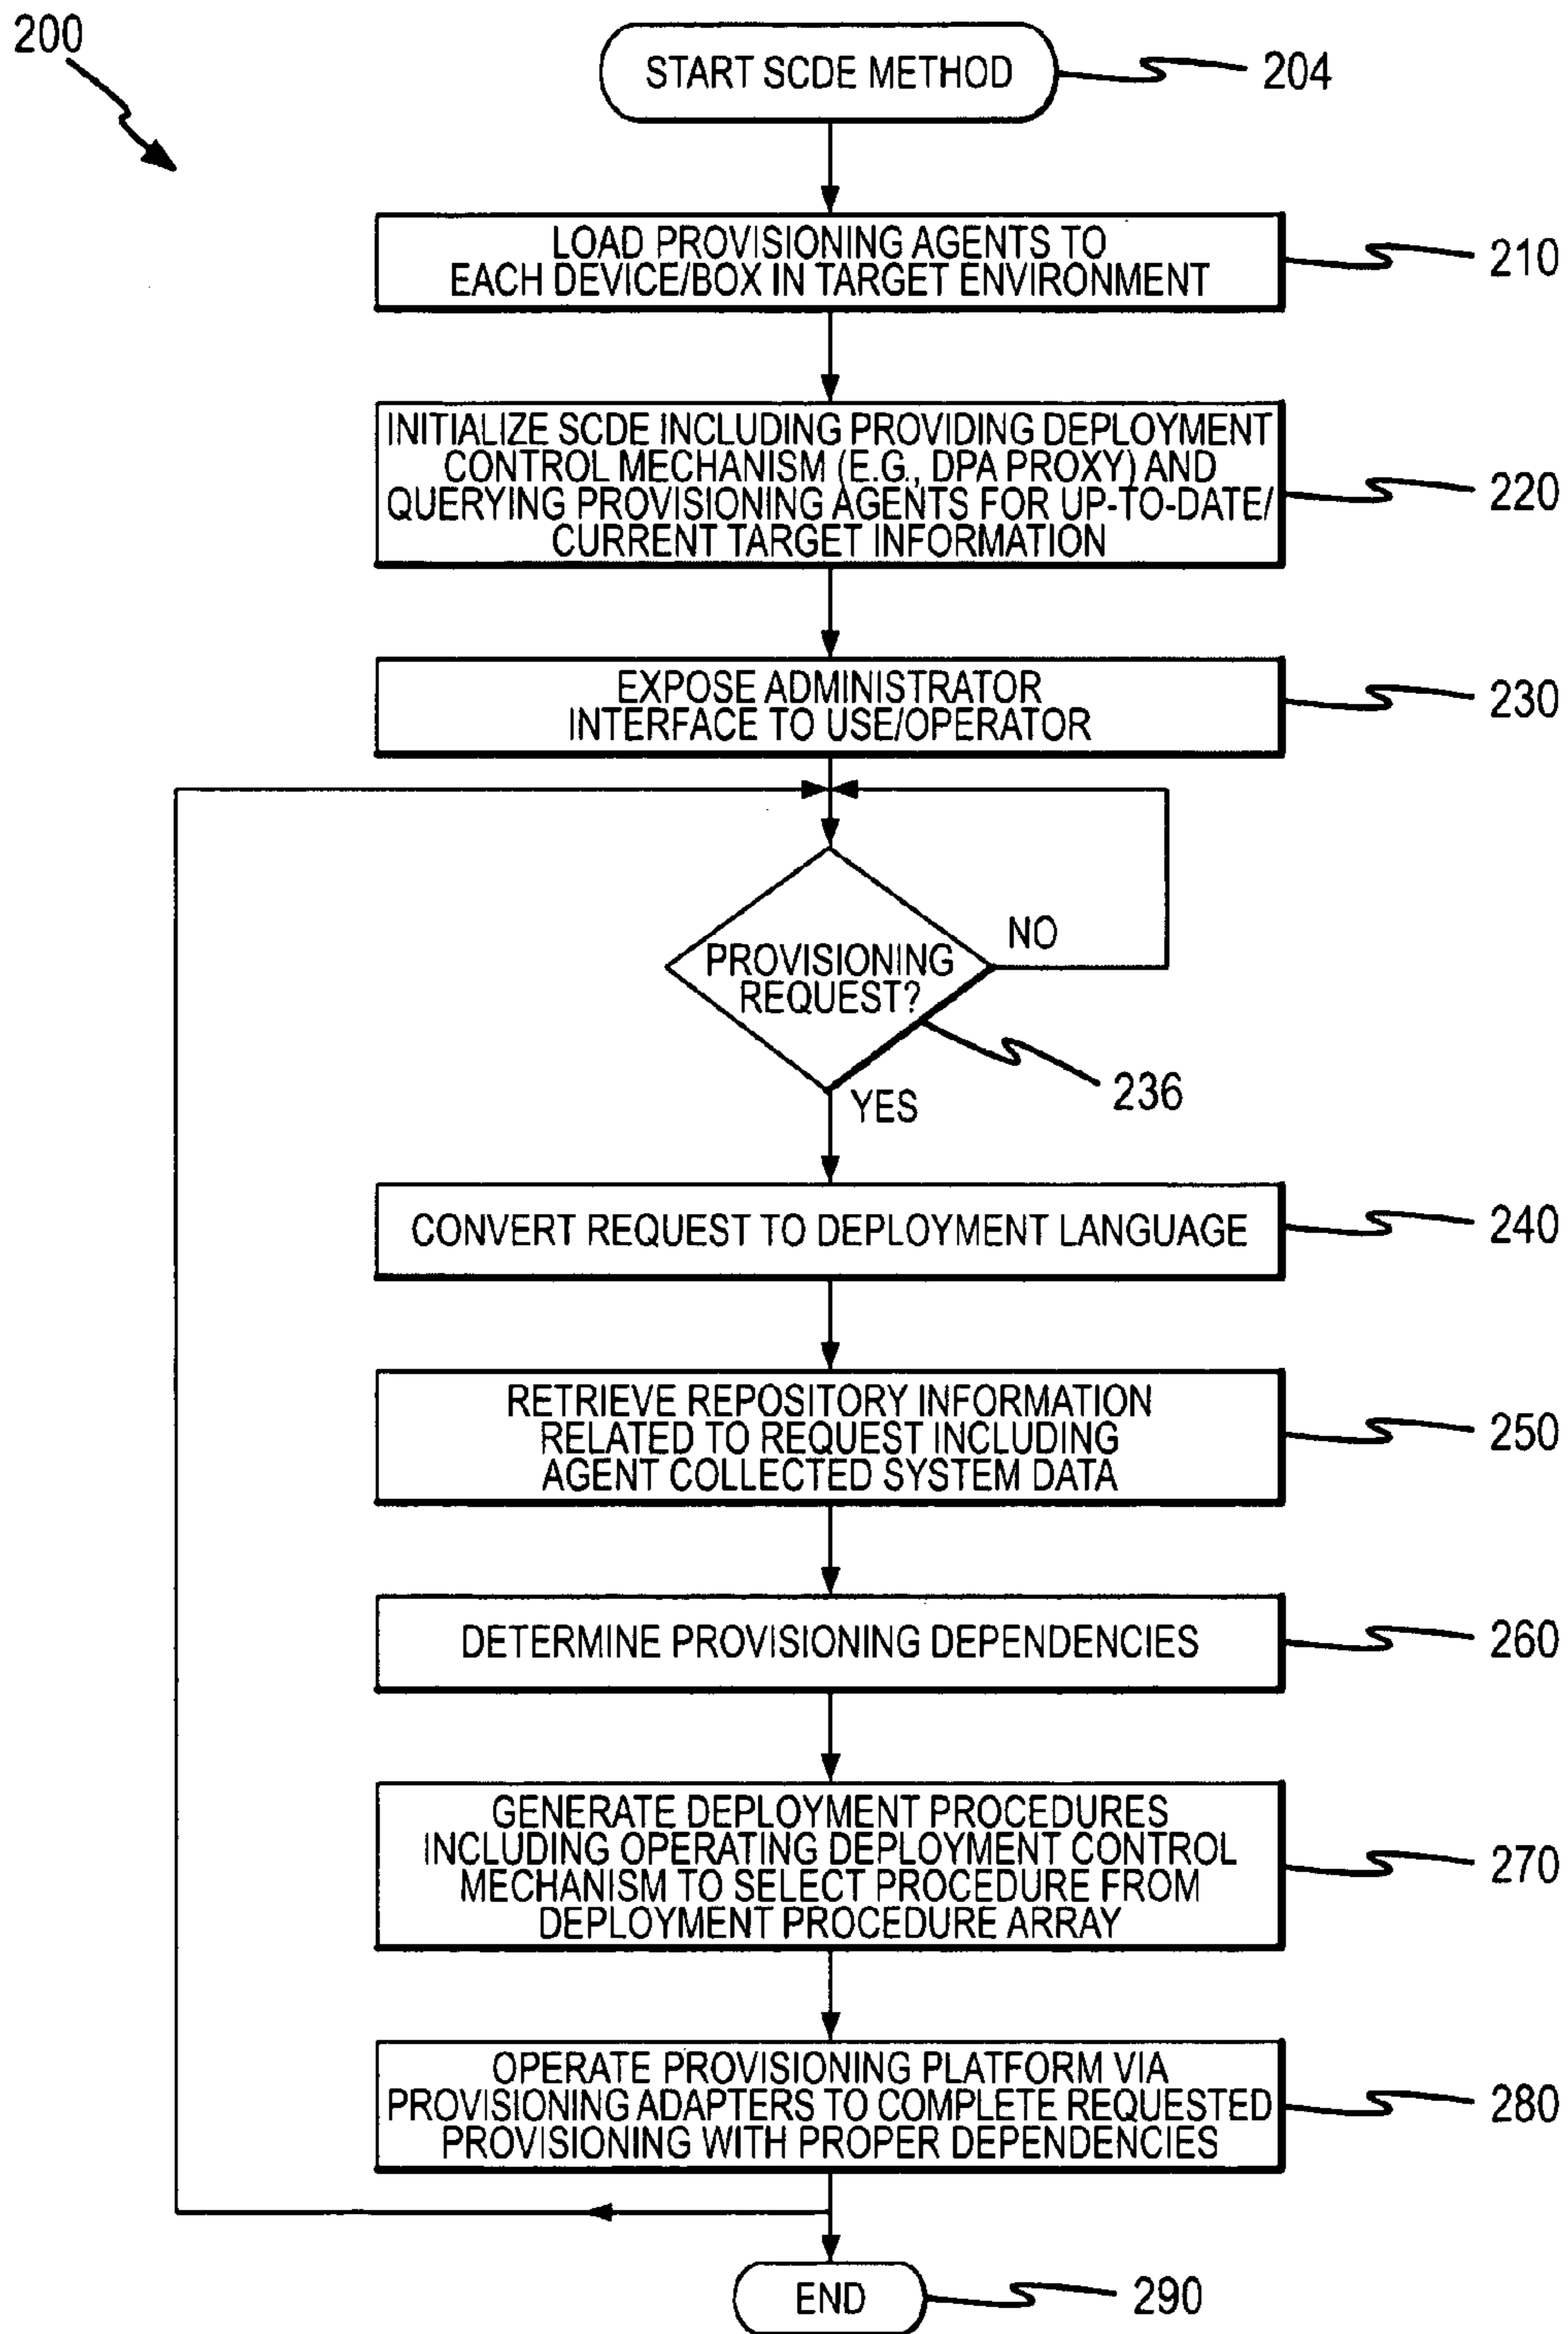 200
START SCDE METHOD
204
LOAD PROVISIONING AGENTS TO
EACH DEVICE/BOX IN TARGET ENVIRONMENT
210
INITIALIZE SCDE INCLUDING PROVIDING DEPLOYMENT
CONTROL MECHANISM (E.G., DPA PROXY) AND
QUERYING PROVISIONING AGENTS FOR UP-TO-DATE/
CURRENT TARGET INFORMATION
220
EXPOSE ADMINISTRATOR
INTERFACE TO USE/OPERATOR
230
NO
PROVISIONING
REQUEST?
236
YES
CONVERT REQUEST TO DEPLOYMENT LANGUAGE
240
RETRIEVE REPOSITORY INFORMATION
RELATED TO REQUEST INCLUDING
AGENT COLLECTED SYSTEM DATA
250
DETERMINE PROVISIONING DEPENDENCIES
260
GENERATE DEPLOYMENT PROCEDURES
INCLUDING OPERATING DEPLOYMENT CONTROL
MECHANISM TO SELECT PROCEDURE FROM
DEPLOYMENT PROCEDURE ARRAY
270
OPERATE PROVISIONING PLATFORM VIA
PROVISIONING ADAPTERS TO COMPLETE REQUESTED
PROVISIONING WITH PROPER DEPENDENCIES
280
END
290